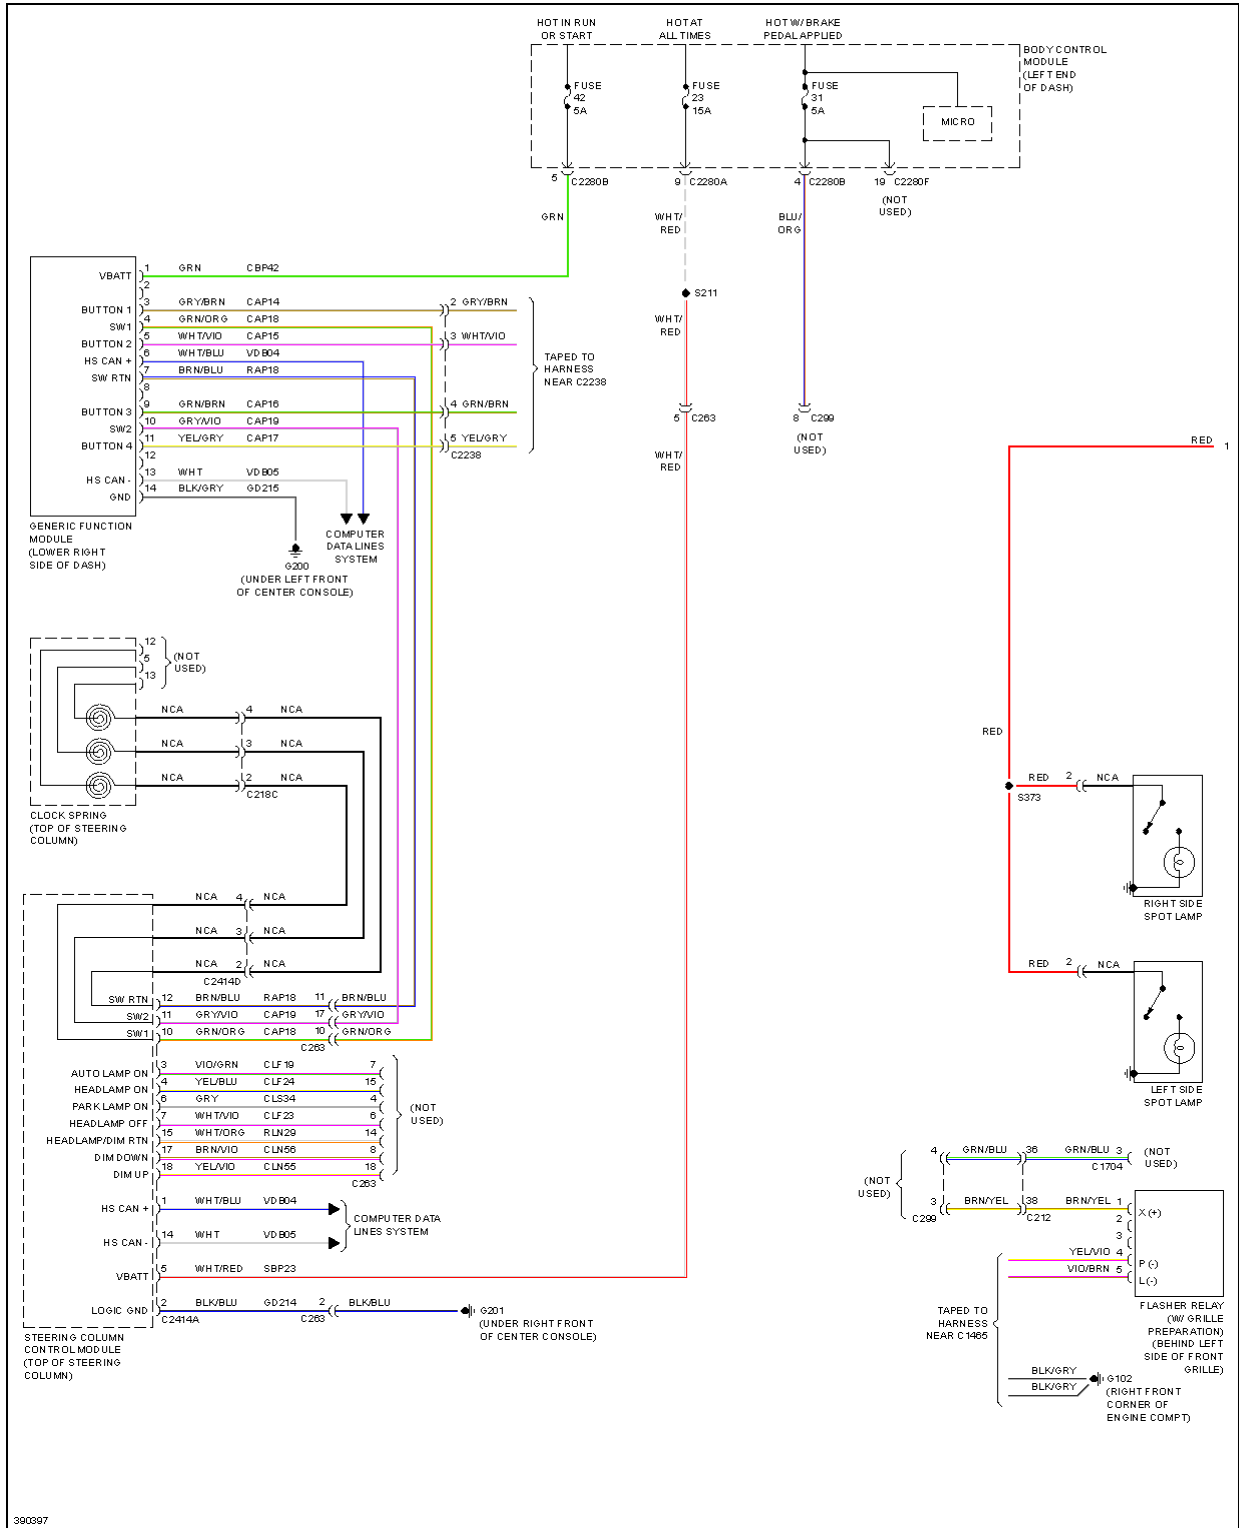 HOT IN RUN
OR START
HOT AT
ALL TIMES
HOT W/ BRAKE
PEDAL APPLIED
BODY CONTROL
MODULE
(LEFT END
OF DASH)
FUSE
42
5A
FUSE
23
15A
FUSE
31
5A
MICRO
5 C2280B
9 C2280A
4 C2280B
19 C2280F
(NOT
USED)
GRN
WHT/
RED
BLU/
ORG
S211
WHT/
RED
5 C263
8 C299
(NOT
USED)
WHT/
RED
VBATT 1 GRN CBP42
2
BUTTON 1 3 GRY/BRN CAP14 2 GRY/BRN
SW1 4 GRN/ORG CAP18
BUTTON 2 5 WHT/VIO CAP15 3 WHT/VIO
HS CAN + 6 WHT/BLU VDB04
SW RTN 7 BRN/BLU RAP18
8
BUTTON 3 9 GRN/BRN CAP16 4 GRN/BRN
SW2 10 GRY/VIO CAP19
BUTTON 4 11 YEL/GRY CAP17 5 YEL/GRY
12 C2238
HS CAN - 13 WHT VDB05
GND 14 BLK/GRY GD215
TAPED TO
HARNESS
NEAR C2238
GENERIC FUNCTION
MODULE
(LOWER RIGHT
SIDE OF DASH)
COMPUTER
DATA LINES
SYSTEM
G200
(UNDER LEFT FRONT
OF CENTER CONSOLE)
RED 1
12
5
13
(NOT
USED)
NCA 4 NCA
NCA 3 NCA
NCA 2 NCA
C218C
CLOCK SPRING
(TOP OF STEERING
COLUMN)
RED
RED 2 NCA
S373
RIGHT SIDE
SPOT LAMP
RED 2 NCA
LEFT SIDE
SPOT LAMP
NCA 4 NCA
NCA 3 NCA
NCA 2 NCA
C2414D
SW RTN 12 BRN/BLU RAP18 11 BRN/BLU
SW2 11 GRY/VIO CAP19 17 GRY/VIO
SW1 10 GRN/ORG CAP18 10 GRN/ORG
C263
AUTO LAMP ON 3 VIO/GRN CLF19 7
HEADLAMP ON 4 YEL/BLU CLF24 15
PARK LAMP ON 6 GRY CLS34 4
HEADLAMP OFF 7 WHT/VIO CLF23 6
HEADLAMP/DIM RTN 15 WHT/ORG RLN29 14
DIM DOWN 17 BRN/VIO CLN56 8
DIM UP 18 YEL/VIO CLN55 18
C263
(NOT
USED)
HS CAN + 1 WHT/BLU VDB04
HS CAN - 14 WHT VDB05
COMPUTER DATA
LINES SYSTEM
VBATT 5 WHT/RED SBP23
LOGIC GND 2 BLK/BLU GD214 2 BLK/BLU
C2414A
C263
G201
(UNDER RIGHT FRONT
OF CENTER CONSOLE)
STEERING COLUMN
CONTROL MODULE
(TOP OF STEERING
COLUMN)
(NOT
USED)
4 GRN/BLU 36 GRN/BLU 3
C1704
(NOT
USED)
3 BRN/YEL 38 BRN/YEL 1 X (+)
C299
C212
2
3
YEL/VIO 4 P (-)
VIO/BRN 5 L (-)
TAPED TO
HARNESS
NEAR C1465
FLASHER RELAY
(W/ GRILLE
PREPARATION)
(BEHIND LEFT
SIDE OF FRONT
GRILLE)
BLK/GRY
BLK/GRY
G102
(RIGHT FRONT
CORNER OF
ENGINE COMPT)
390397